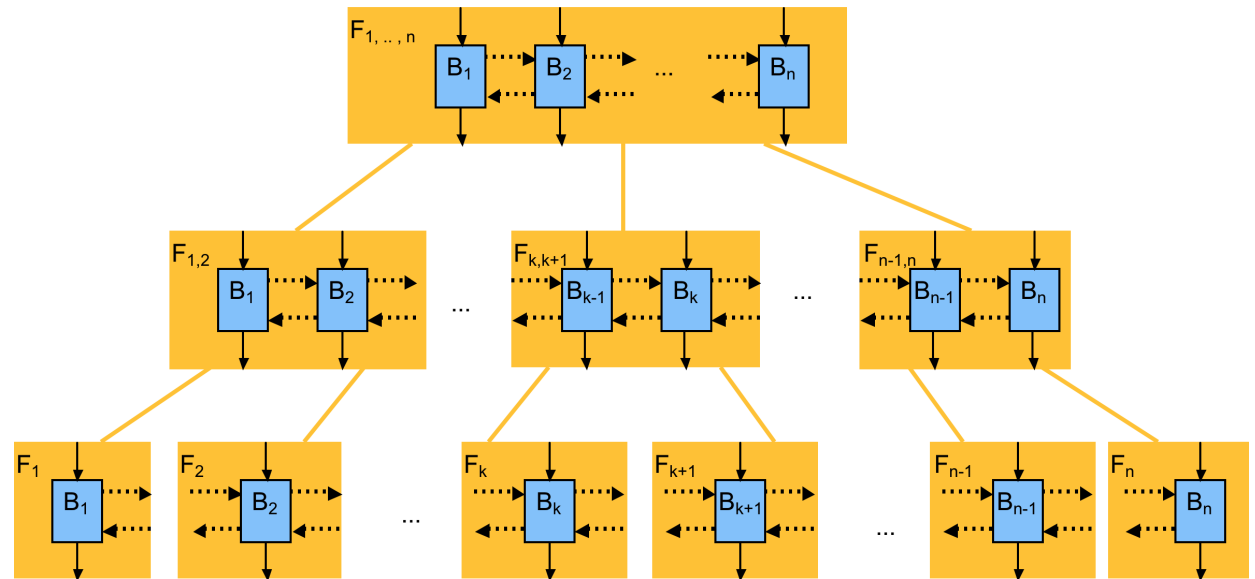 F1, .. , n
B1 B2 ... Bn
F1,2 Fk,k+1 Fn-1,n
B1 B2 ... Bk-1 Bk ... Bn-1 Bn
F1 F2 Fk Fk+1 Fn-1 Fn
B1 B2 ... Bk Bk+1 ... Bn-1 Bn